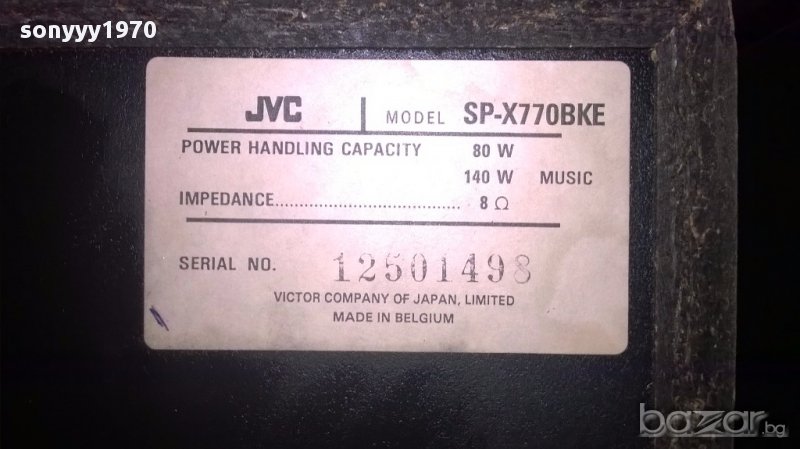 sonyyy1970
JVC MODEL SP-X770BKE
POWER HANDLING CAPACITY 80 W
140 W MUSIC
IMPEDANCE...................................... 8 Ω
SERIAL NO. 12501498
VICTOR COMPANY OF JAPAN, LIMITED
MADE IN BELGIUM
bazar.bg